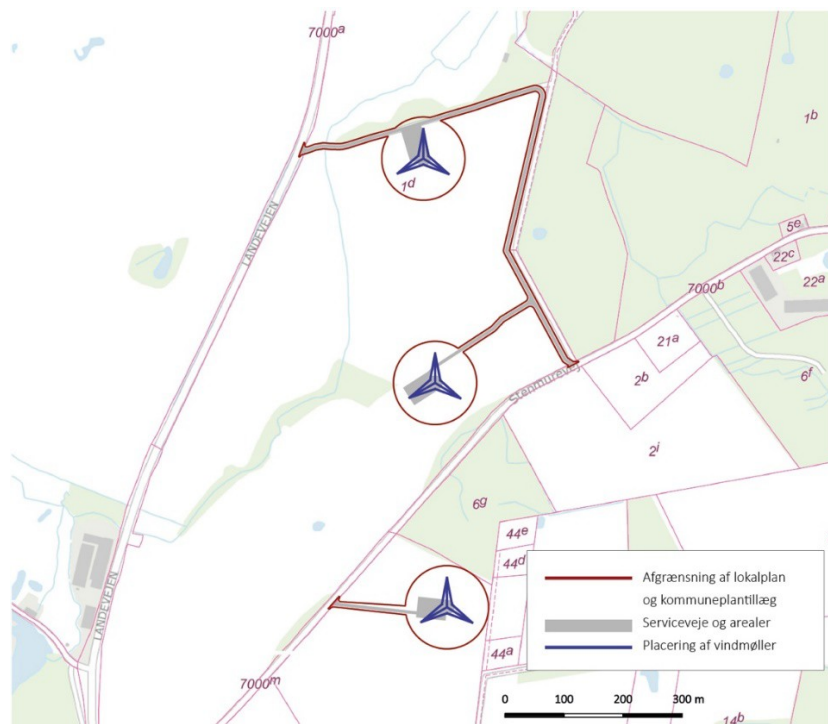 7000a
1b
1d
LANDEVEJEN
5e
22c
22a
7000b
21a
2b
6f
Stenmurevej
2i
6g
44e
44d
44a
LANDEVEJEN
7000m
14b
Afgrænsning af lokalplan
og kommuneplantillæg
Serviceveje og arealer
Placering af vindmøller
0 100 200 300 m